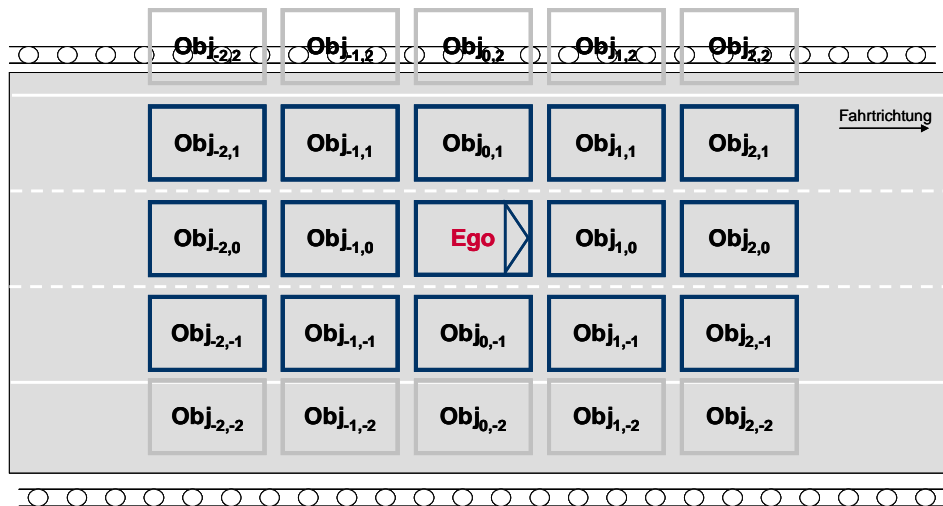 Obj-2,2 Obj-1,2 Obj0,2 Obj1,2 Obj2,2
Fahrtrichtung
Obj-2,1 Obj-1,1 Obj0,1 Obj1,1 Obj2,1
Obj-2,0 Obj-1,0 Ego Obj1,0 Obj2,0
Obj-2,-1 Obj-1,-1 Obj0,-1 Obj1,-1 Obj2,-1
Obj-2,-2 Obj-1,-2 Obj0,-2 Obj1,-2 Obj2,-2